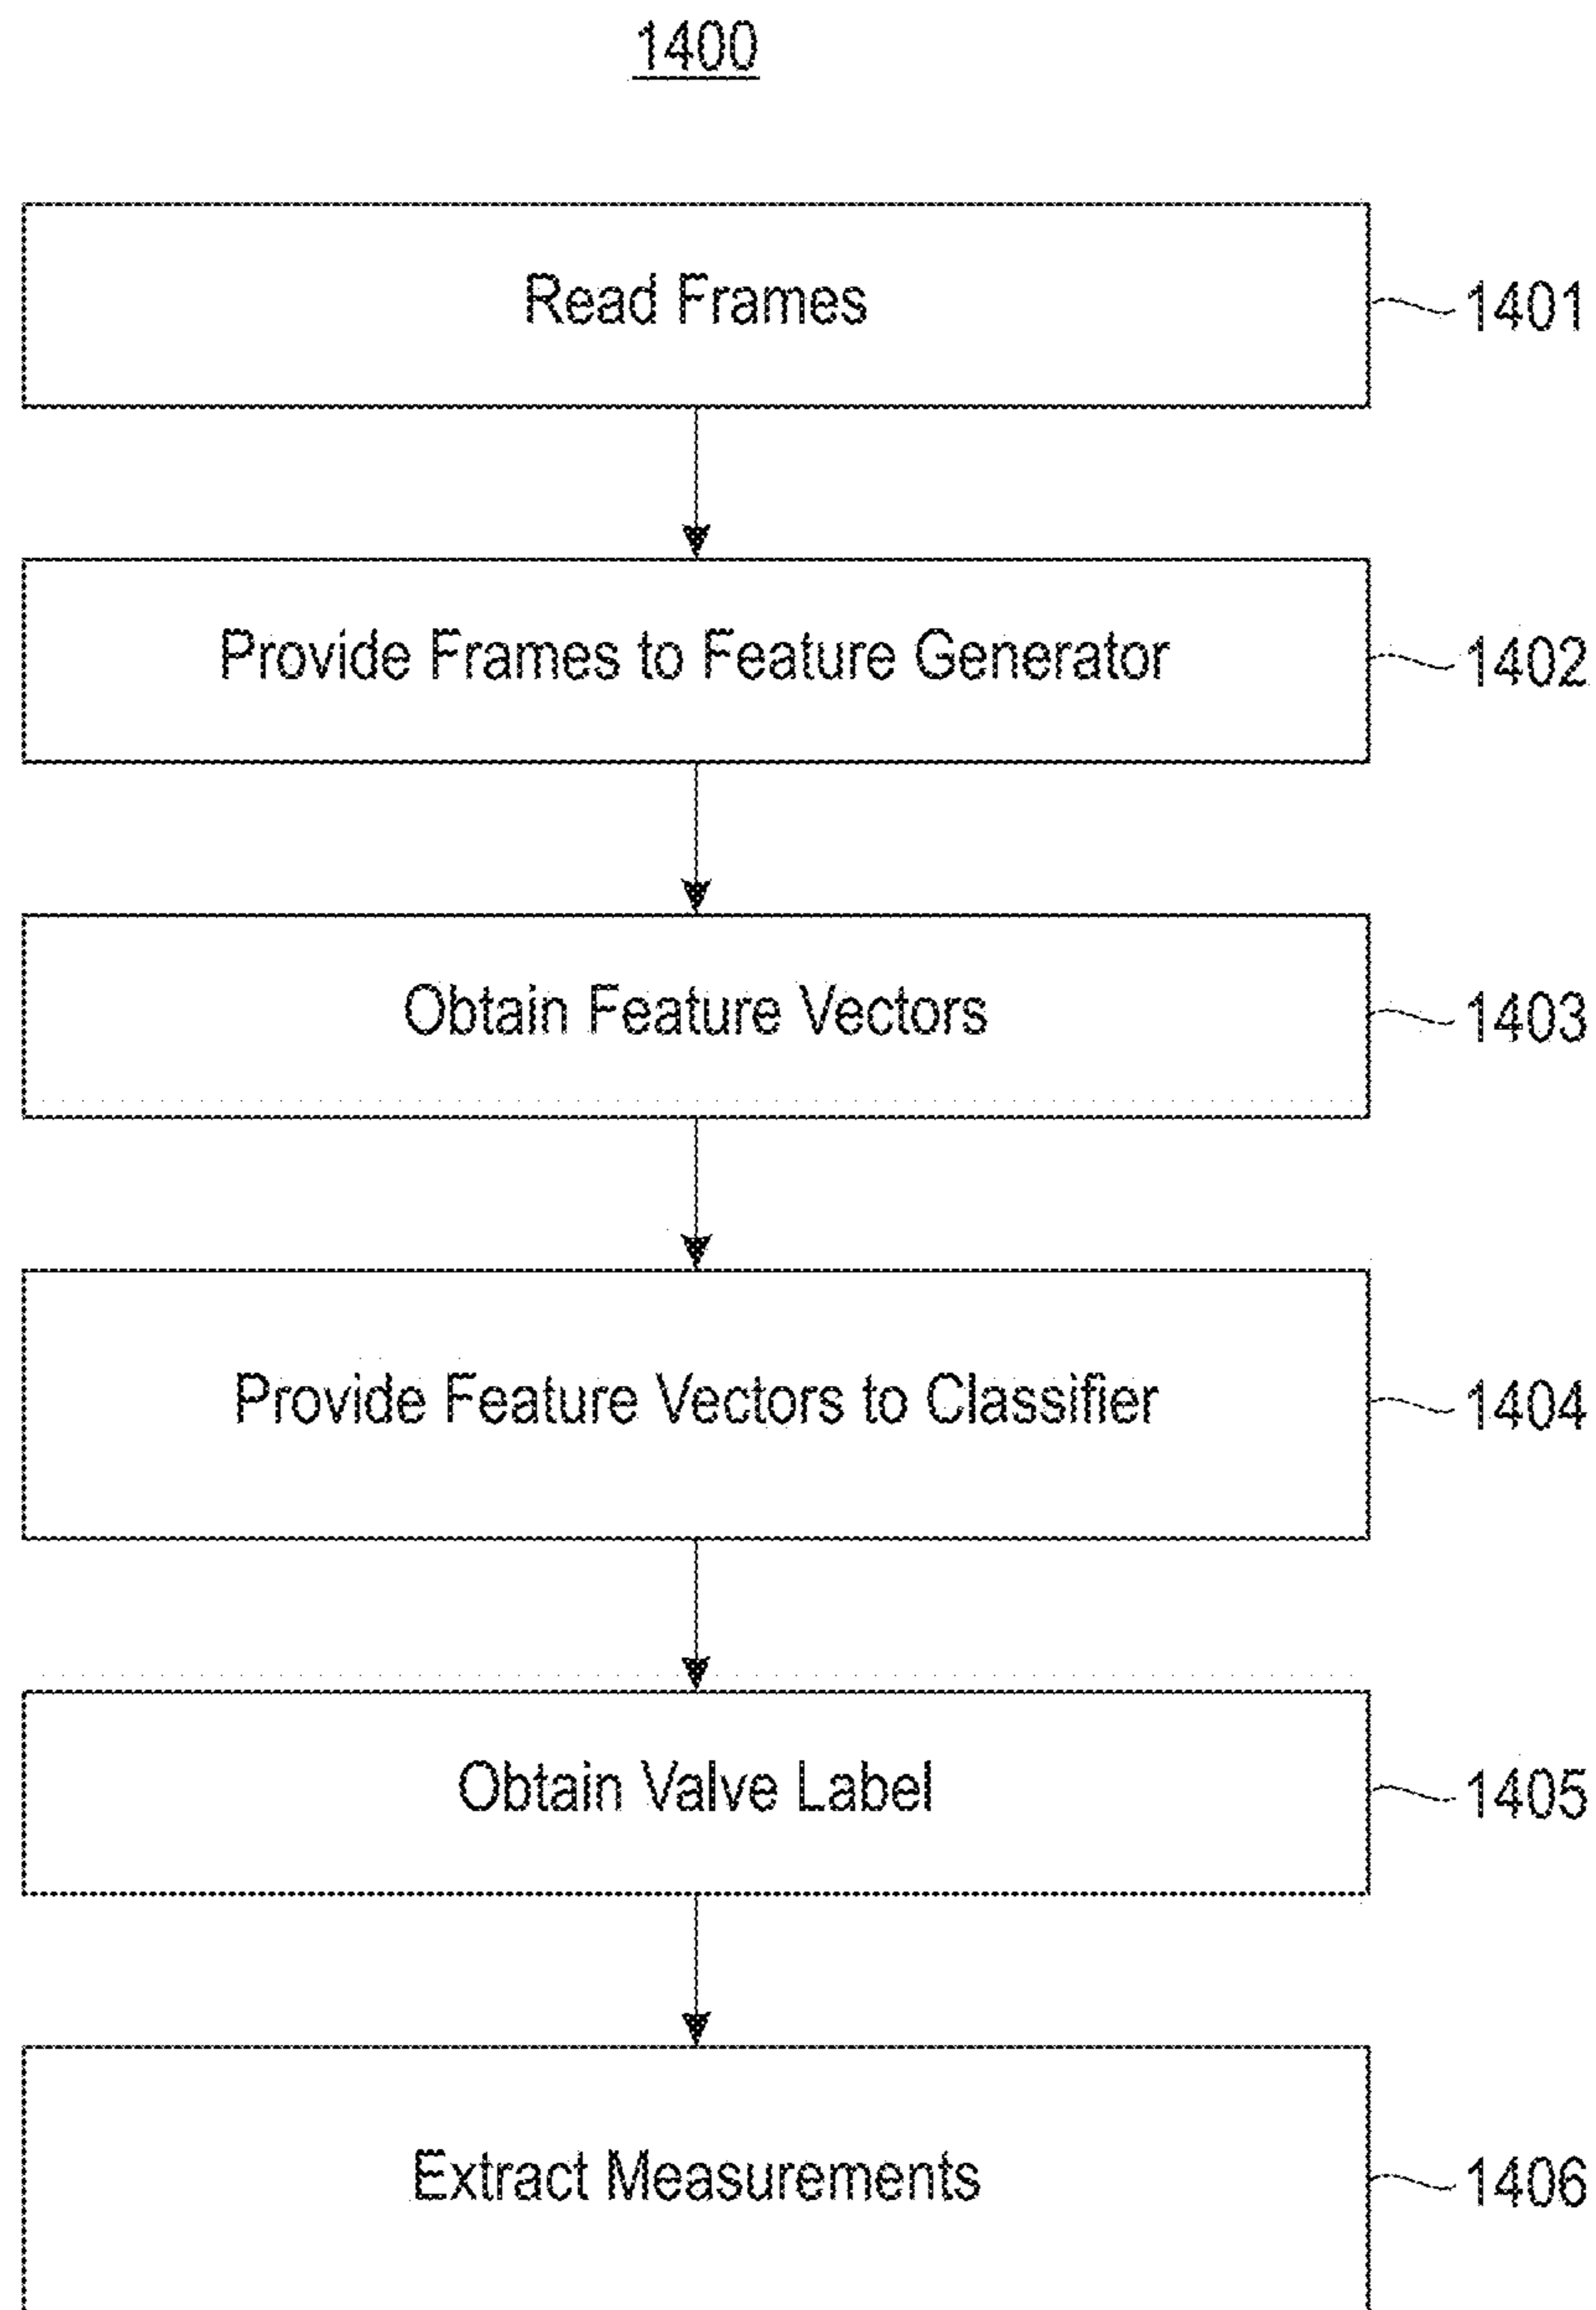 1400
Read Frames
1401
Provide Frames to Feature Generator
1402
Obtain Feature Vectors
1403
Provide Feature Vectors to Classifier
1404
Obtain Valve Label
1405
Extract Measurements
1406